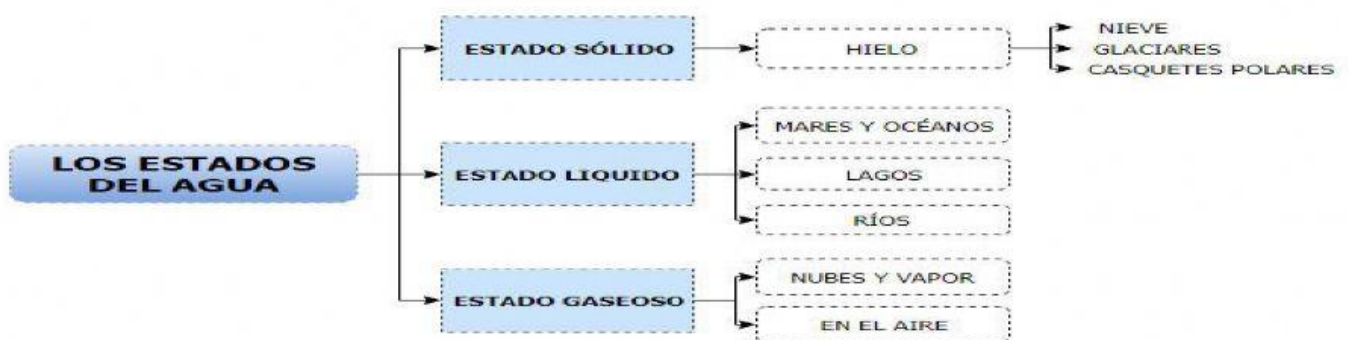 LOS ESTADOS
DEL AGUA
ESTADO SÓLIDO
HIELO
NIEVE
GLACIARES
CASQUETES POLARES
ESTADO LIQUIDO
MARES Y OCÉANOS
LAGOS
RÍOS
ESTADO GASEOSO
NUBES Y VAPOR
EN EL AIRE